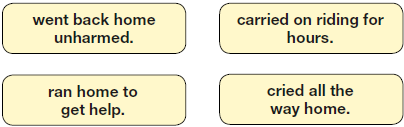 went back home
unharmed.
carried on riding for
hours.
ran home to
get help.
cried all the
way home.